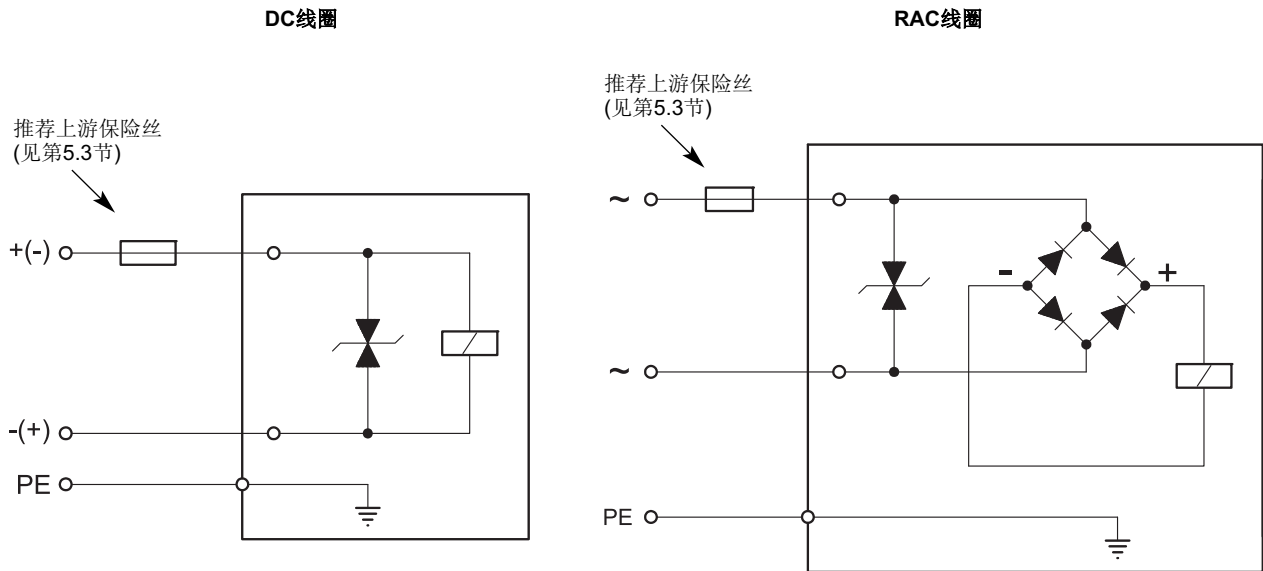 DC线圈
RAC线圈
推荐上游保险丝
(见第5.3节)
+(-)
-(+)
PE
推荐上游保险丝
(见第5.3节)
~
-
+
~
PE